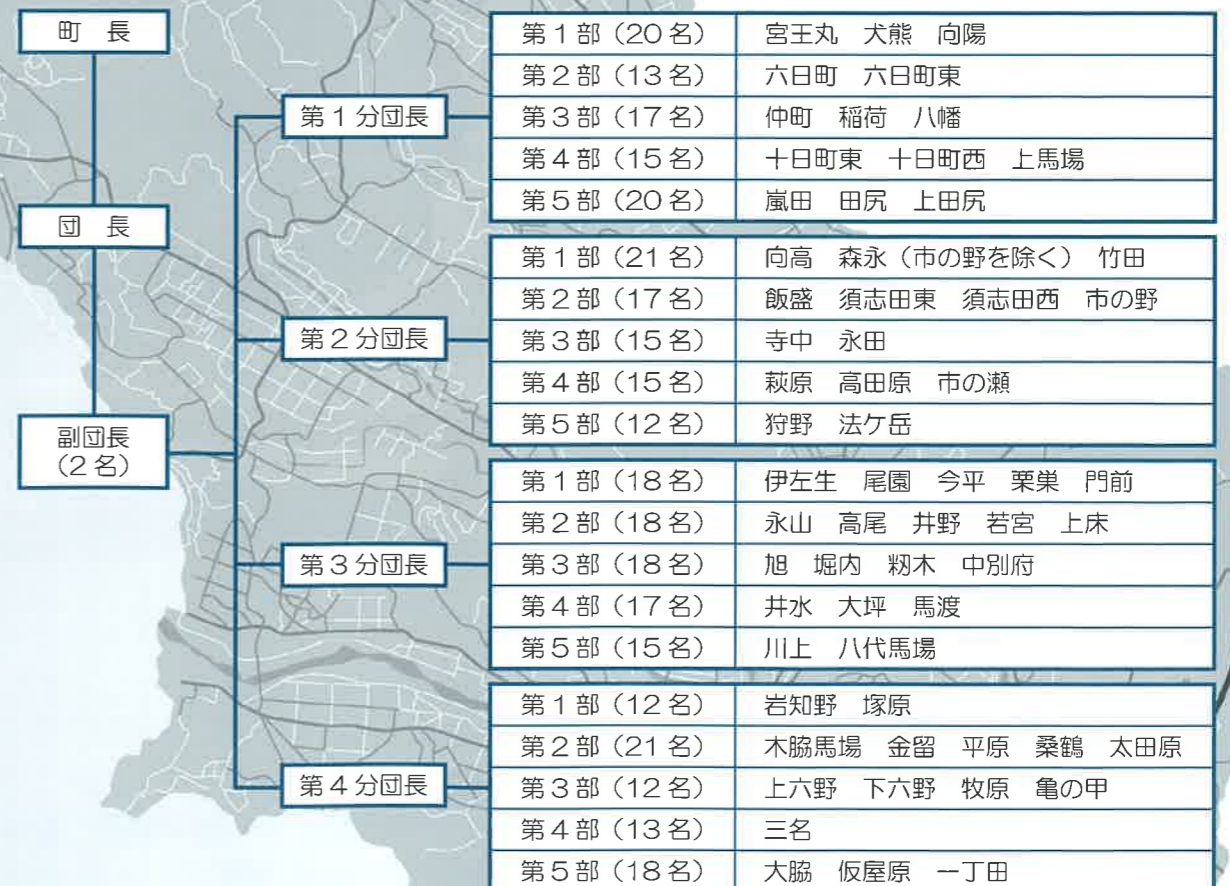 町　長
団　長
副団長
（2名）
第1分団長
第1部（20名）　宮王丸　犬熊　向陽
第2部（13名）　六日町　六日町東
第3部（17名）　仲町　稲荷　八幡
第4部（15名）　十日町東　十日町西　上馬場
第5部（20名）　嵐田　田尻　上田尻
第2分団長
第1部（21名）　向高　森永（市の野を除く）　竹田
第2部（17名）　飯盛　須志田東　須志田西　市の野
第3部（15名）　寺中　永田
第4部（15名）　萩原　高田原　市の瀬
第5部（12名）　狩野　法ケ岳
第3分団長
第1部（18名）　伊左生　尾園　今平　栗巣　門前
第2部（18名）　永山　高尾　井野　若宮　上床
第3部（18名）　旭　堀内　籾木　中別府
第4部（17名）　井水　大坪　馬渡
第5部（15名）　川上　八代馬場
第4分団長
第1部（12名）　岩知野　塚原
第2部（21名）　木脇馬場　金留　平原　桑鶴　太田原
第3部（12名）　上六野　下六野　牧原　亀の甲
第4部（13名）　三名
第5部（18名）　大脇　仮屋原　一丁田